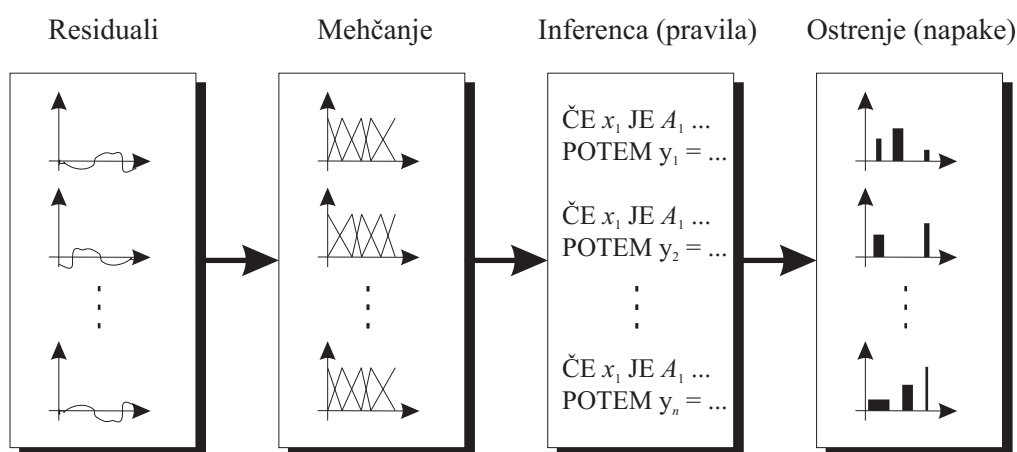 Residuali
Mehčanje
Inferenca (pravila)
Ostrenje (napake)
ČE x₁ JE A₁ ...
POTEM y₁ = ...
ČE x₁ JE A₁ ...
POTEM y₂ = ...
ČE x₁ JE A₁ ...
POTEM yₙ = ...